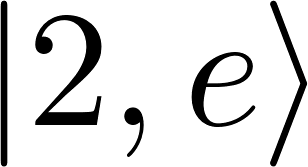 |2, e⟩